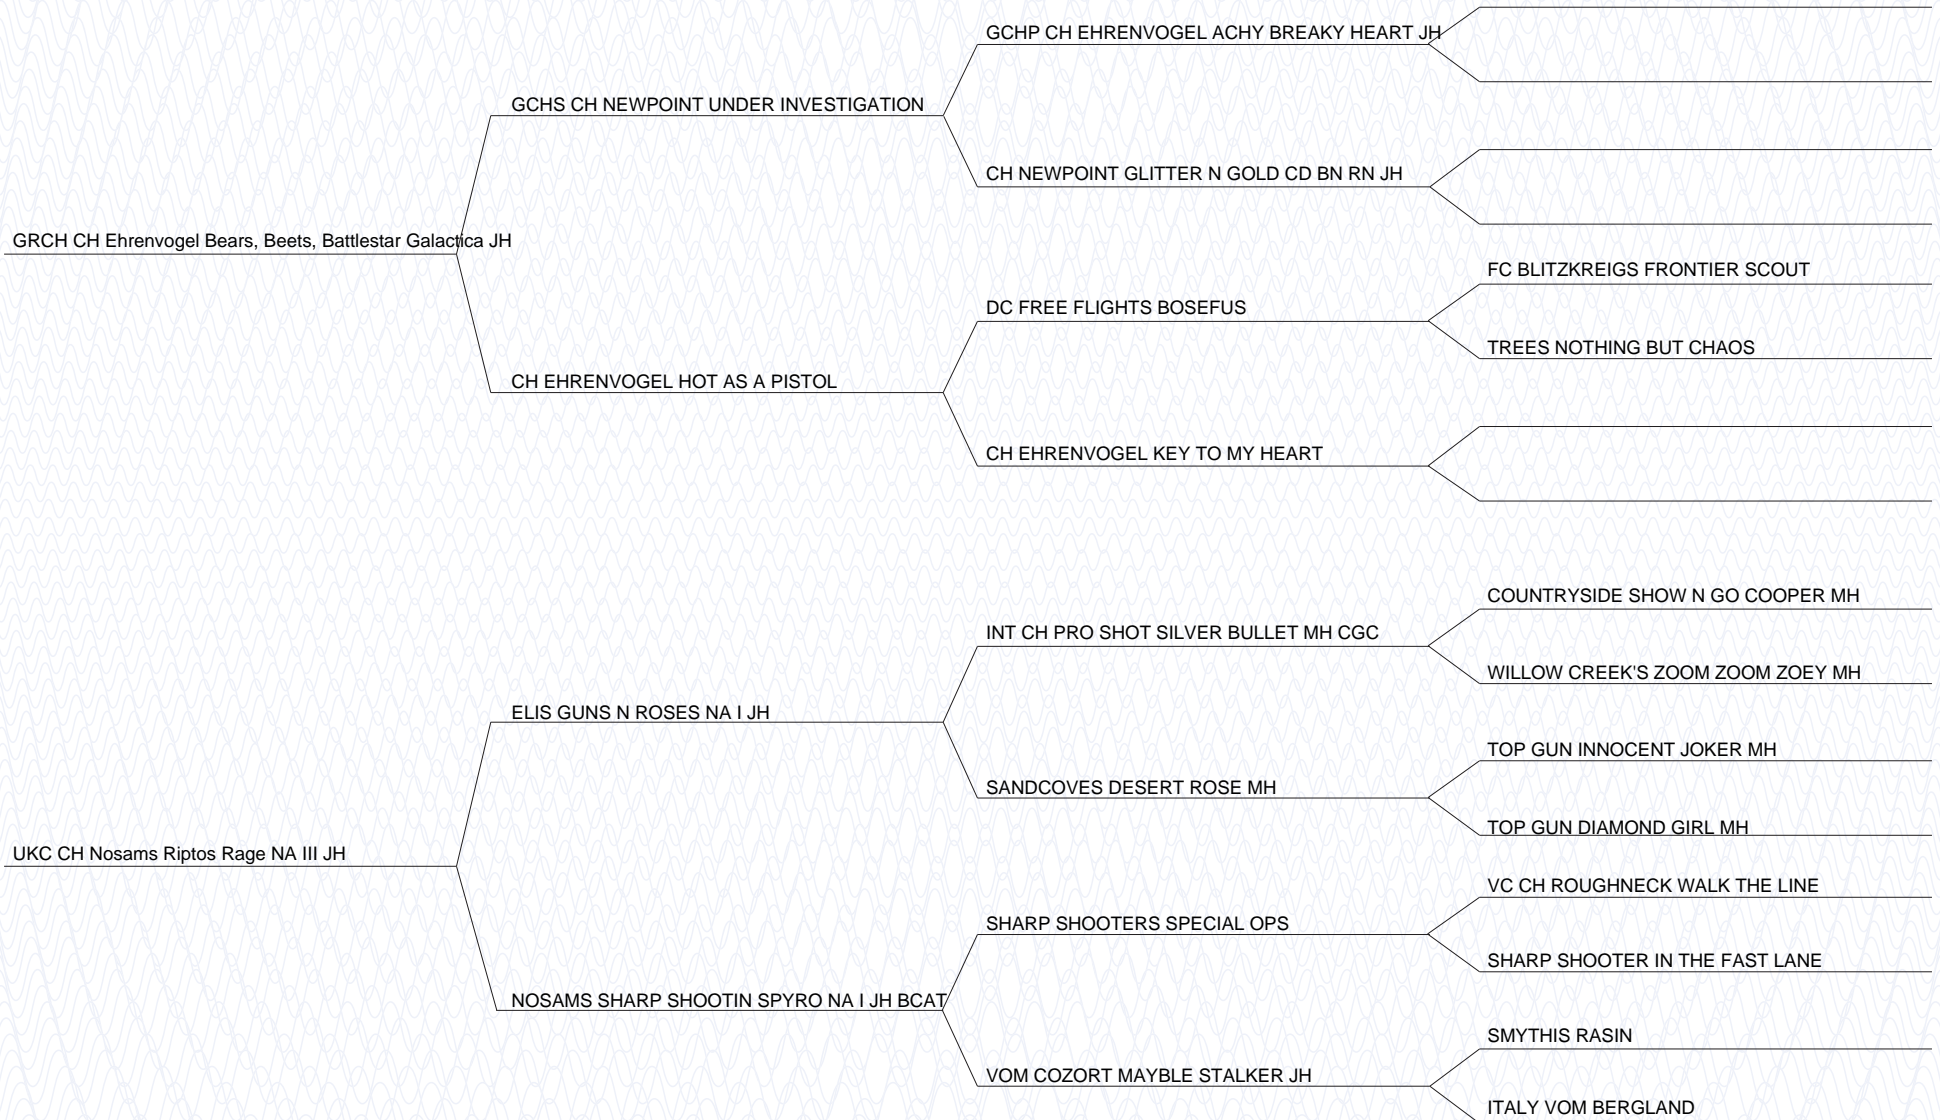 GCHP CH EHRENVOGEL ACHY BREAKY HEART JH
GCHS CH NEWPOINT UNDER INVESTIGATION
CH NEWPOINT GLITTER N GOLD CD BN RN JH
GRCH CH Ehrenvogel Bears, Beets, Battlestar Galactica JH
FC BLITZKREIGS FRONTIER SCOUT
DC FREE FLIGHTS BOSEFUS
TREES NOTHING BUT CHAOS
CH EHRENVOGEL HOT AS A PISTOL
CH EHRENVOGEL KEY TO MY HEART
COUNTRYSIDE SHOW N GO COOPER MH
INT CH PRO SHOT SILVER BULLET MH CGC
WILLOW CREEK'S ZOOM ZOOM ZOEY MH
ELIS GUNS N ROSES NA I JH
TOP GUN INNOCENT JOKER MH
SANDCOVES DESERT ROSE MH
TOP GUN DIAMOND GIRL MH
UKC CH Nosams Riptos Rage NA III JH
VC CH ROUGHNECK WALK THE LINE
SHARP SHOOTERS SPECIAL OPS
SHARP SHOOTER IN THE FAST LANE
NOSAMS SHARP SHOOTIN SPYRO NA I JH BCAT
SMYTHIS RASIN
VOM COZORT MAYBLE STALKER JH
ITALY VOM BERGLAND